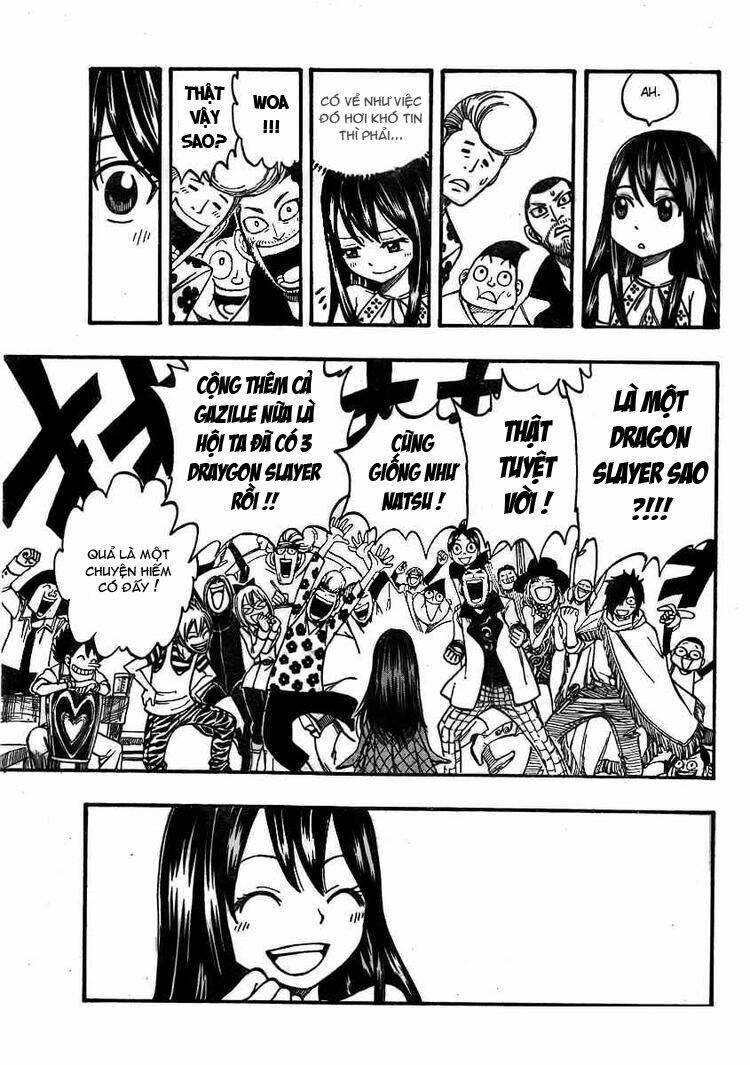 AH.
CÓ VẺ NHƯ VIỆC
ĐÓ HƠI KHÓ TIN
THÌ PHẢI...
WOA
!!!
THẬT
VẬY
SAO?
LÀ MỘT
DRAGON
SLAYER SAO
?!!!
THẬT
TUYỆT
VỜI !
CŨNG
GIỐNG NHƯ
NATSU !
CỘNG THÊM CẢ
GAZILLE NỮA LÀ
HỘI TA ĐÃ CÓ 3
DRAYGON SLAYER
RỒI !!
QUẢ LÀ MỘT
CHUYỆN HIẾM
CÓ ĐẤY !